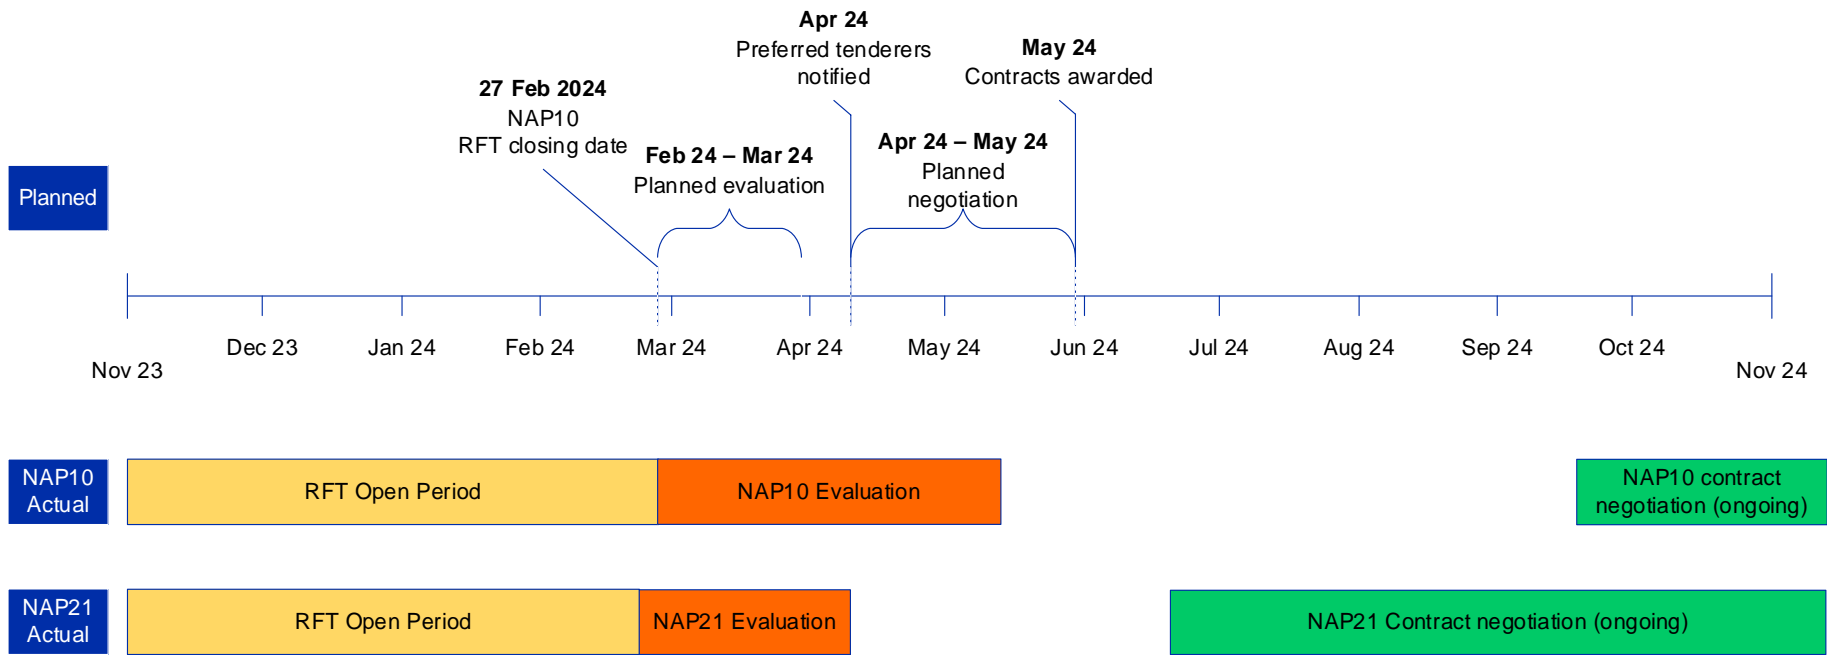 Apr 24
Preferred tenderers
notified
May 24
Contracts awarded
27 Feb 2024
NAP10
RFT closing date
Feb 24 – Mar 24
Planned evaluation
Apr 24 – May 24
Planned
negotiation
Planned
Nov 23
Dec 23
Jan 24
Feb 24
Mar 24
Apr 24
May 24
Jun 24
Jul 24
Aug 24
Sep 24
Oct 24
Nov 24
NAP10
Actual
RFT Open Period
NAP10 Evaluation
NAP10 contract
negotiation (ongoing)
NAP21
Actual
RFT Open Period
NAP21 Evaluation
NAP21 Contract negotiation (ongoing)